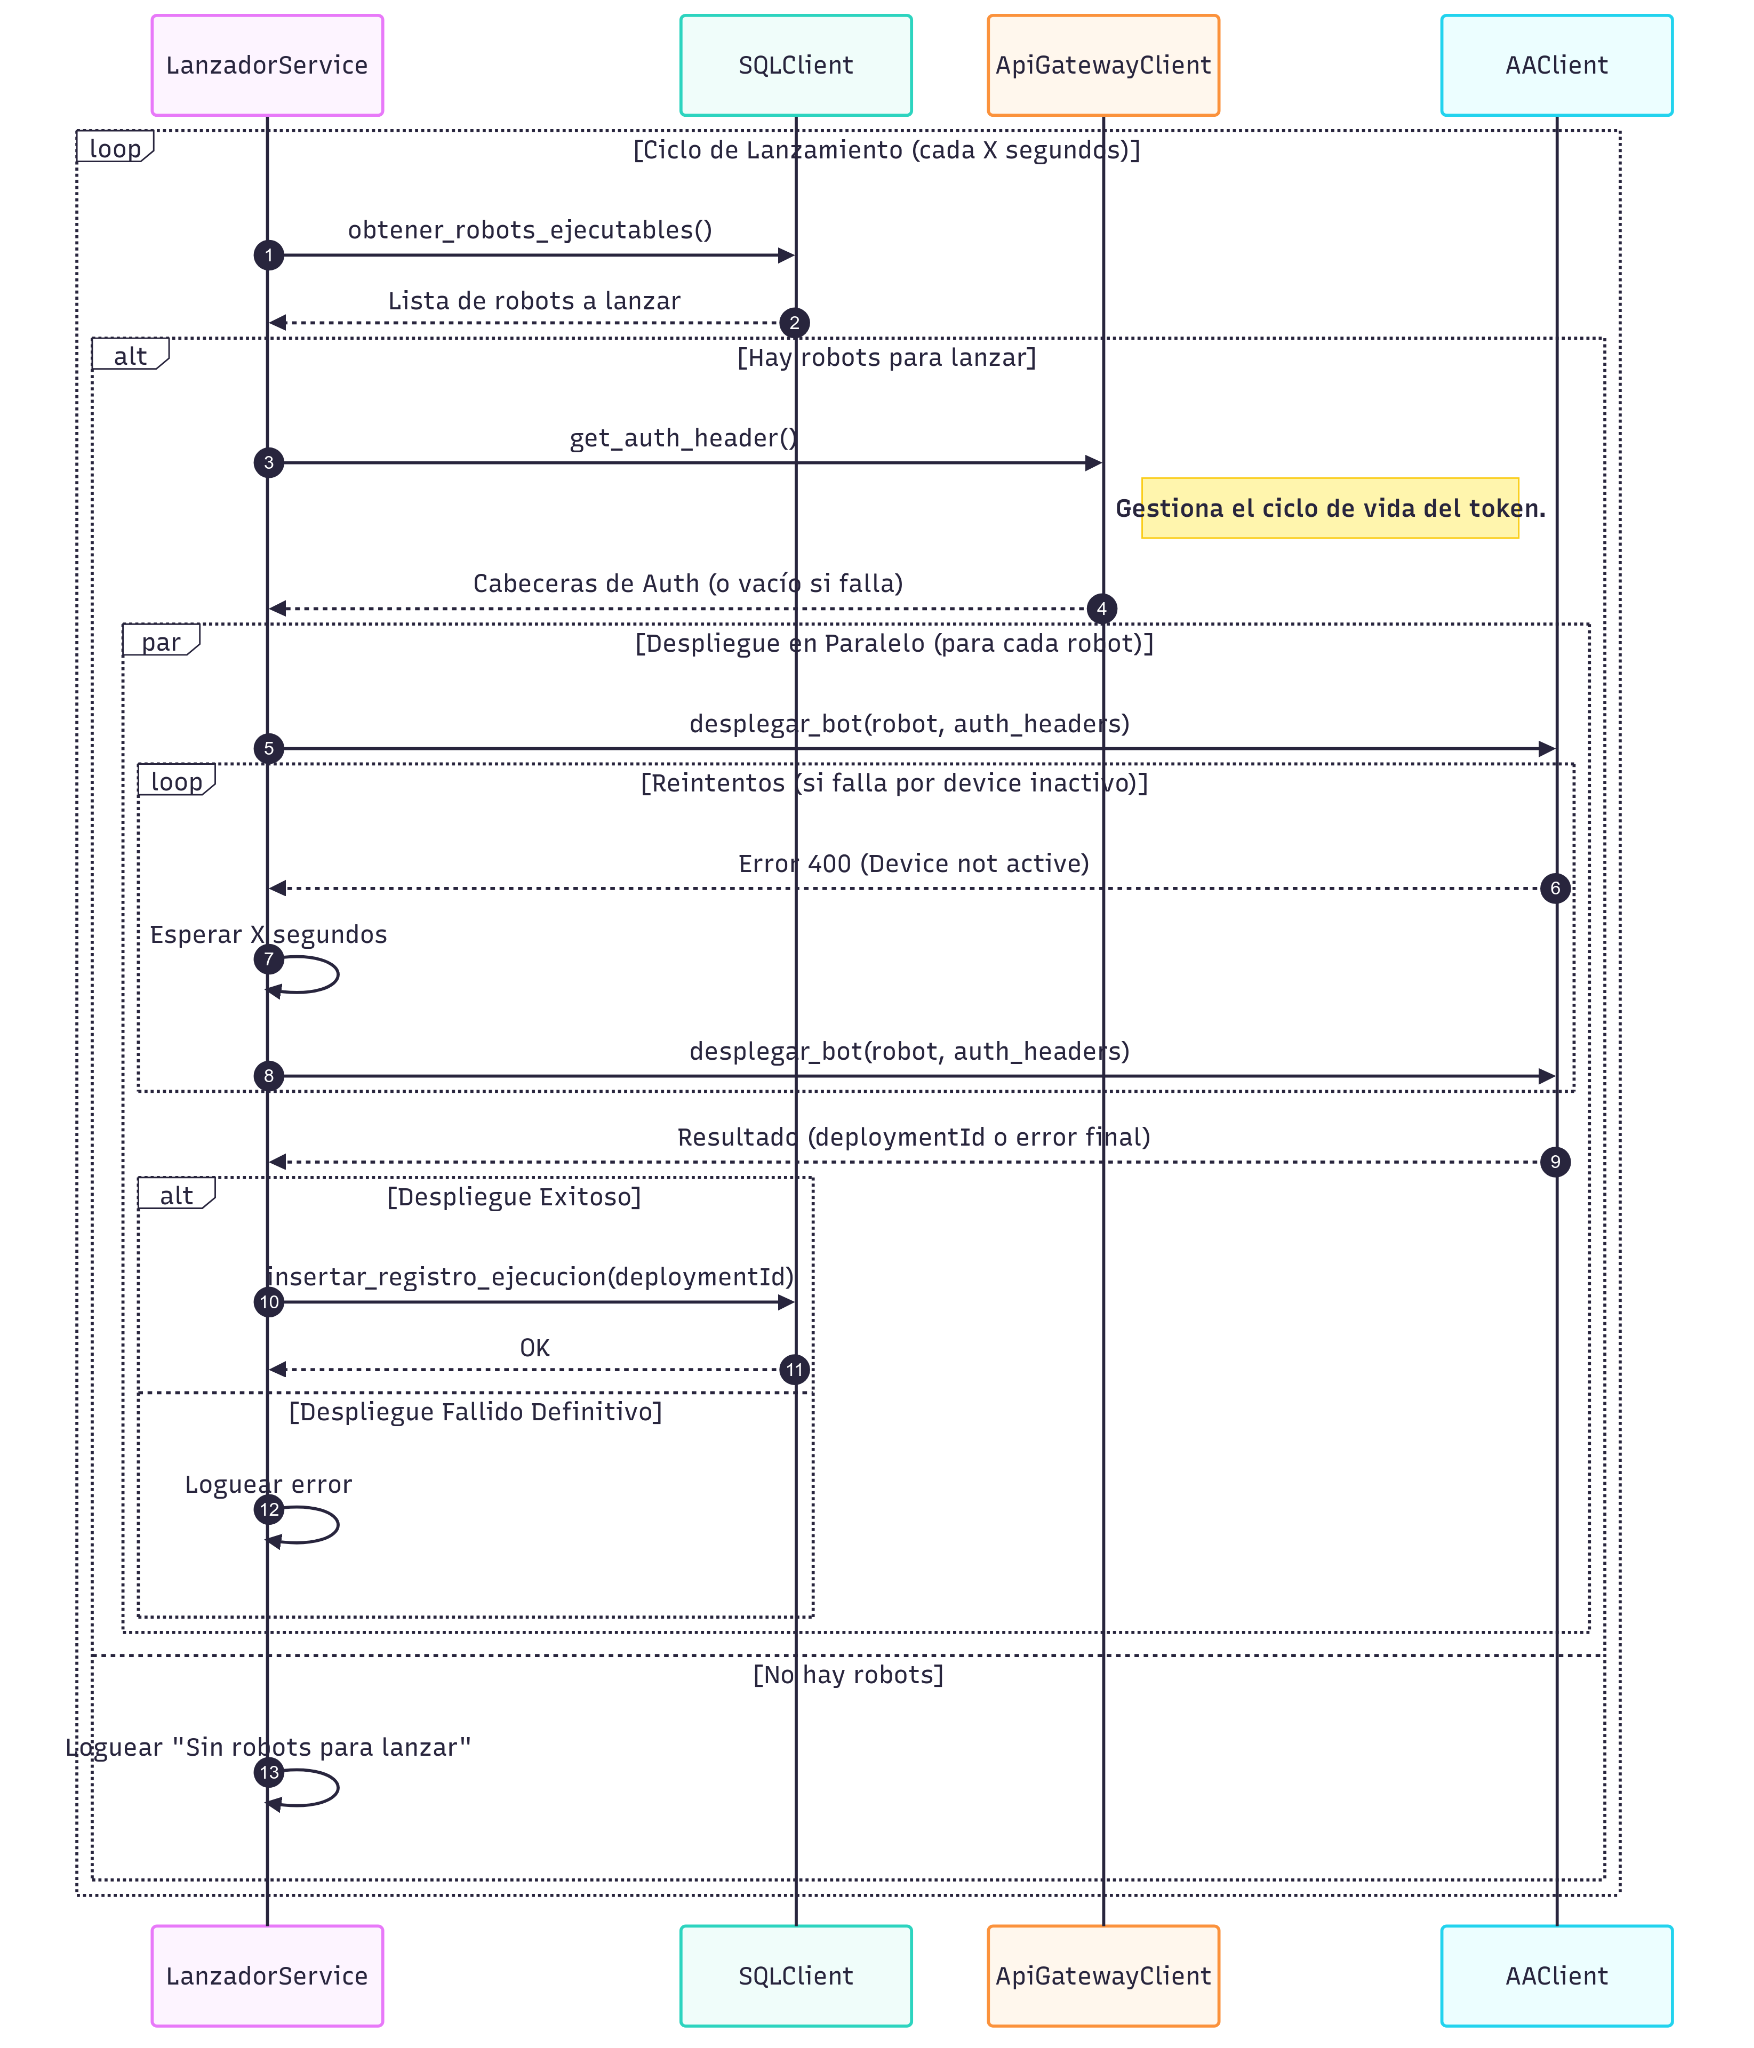 LanzadorService
SQLClient
ApiGatewayClient
AAClient
loop
[Ciclo de Lanzamiento (cada X segundos)]
obtener_robots_ejecutables()
1
Lista de robots a lanzar
2
alt
[Hay robots para lanzar]
get_auth_header()
3
Gestiona el ciclo de vida del token.
Cabeceras de Auth (o vacío si falla)
4
par
[Despliegue en Paralelo (para cada robot)]
desplegar_bot(robot, auth_headers)
5
loop
[Reintentos (si falla por device inactivo)]
Error 400 (Device not active)
6
Esperar X segundos
7
desplegar_bot(robot, auth_headers)
8
Resultado (deploymentId o error final)
9
alt
[Despliegue Exitoso]
insertar_registro_ejecucion(deploymentId)
10
OK
11
[Despliegue Fallido Definitivo]
Loguear error
12
[No hay robots]
Loguear "Sin robots para lanzar"
13
LanzadorService
SQLClient
ApiGatewayClient
AAClient